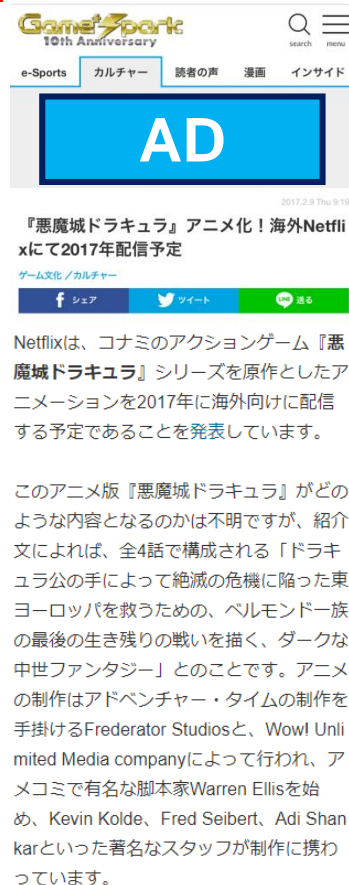 Game*Spark
10th Anniversary
search
menu
e-Sports カルチャー 読者の声 漫画 インサイド
AD
2017.2.9 Thu 9:19
『悪魔城ドラキュラ』アニメ化！海外Netfli
xにて2017年配信予定
ゲーム文化／カルチャー
シェア ツイート LINE 送る
Netflixは、コナミのアクションゲーム『悪
魔城ドラキュラ』シリーズを原作としたア
ニメーションを2017年に海外向けに配信
する予定であることを発表しています。
このアニメ版『悪魔城ドラキュラ』がどの
ような内容となるのかは不明ですが、紹介
文によれば、全4話で構成される「ドラキ
ュラ公の手によって絶滅の危機に陥った東
ヨーロッパを救うための、ベルモンド一族
の最後の生き残りの戦いを描く、ダークな
中世ファンタジー」とのことです。アニメ
の制作はアドベンチャー・タイムの制作を
手掛けるFrederator Studiosと、Wow! Unli
mited Media companyによって行われ、ア
メコミで有名な脚本家Warren Ellisを始
め、Kevin Kolde、Fred Seibert、Adi Shan
karといった著名なスタッフが制作に携わ
っています。